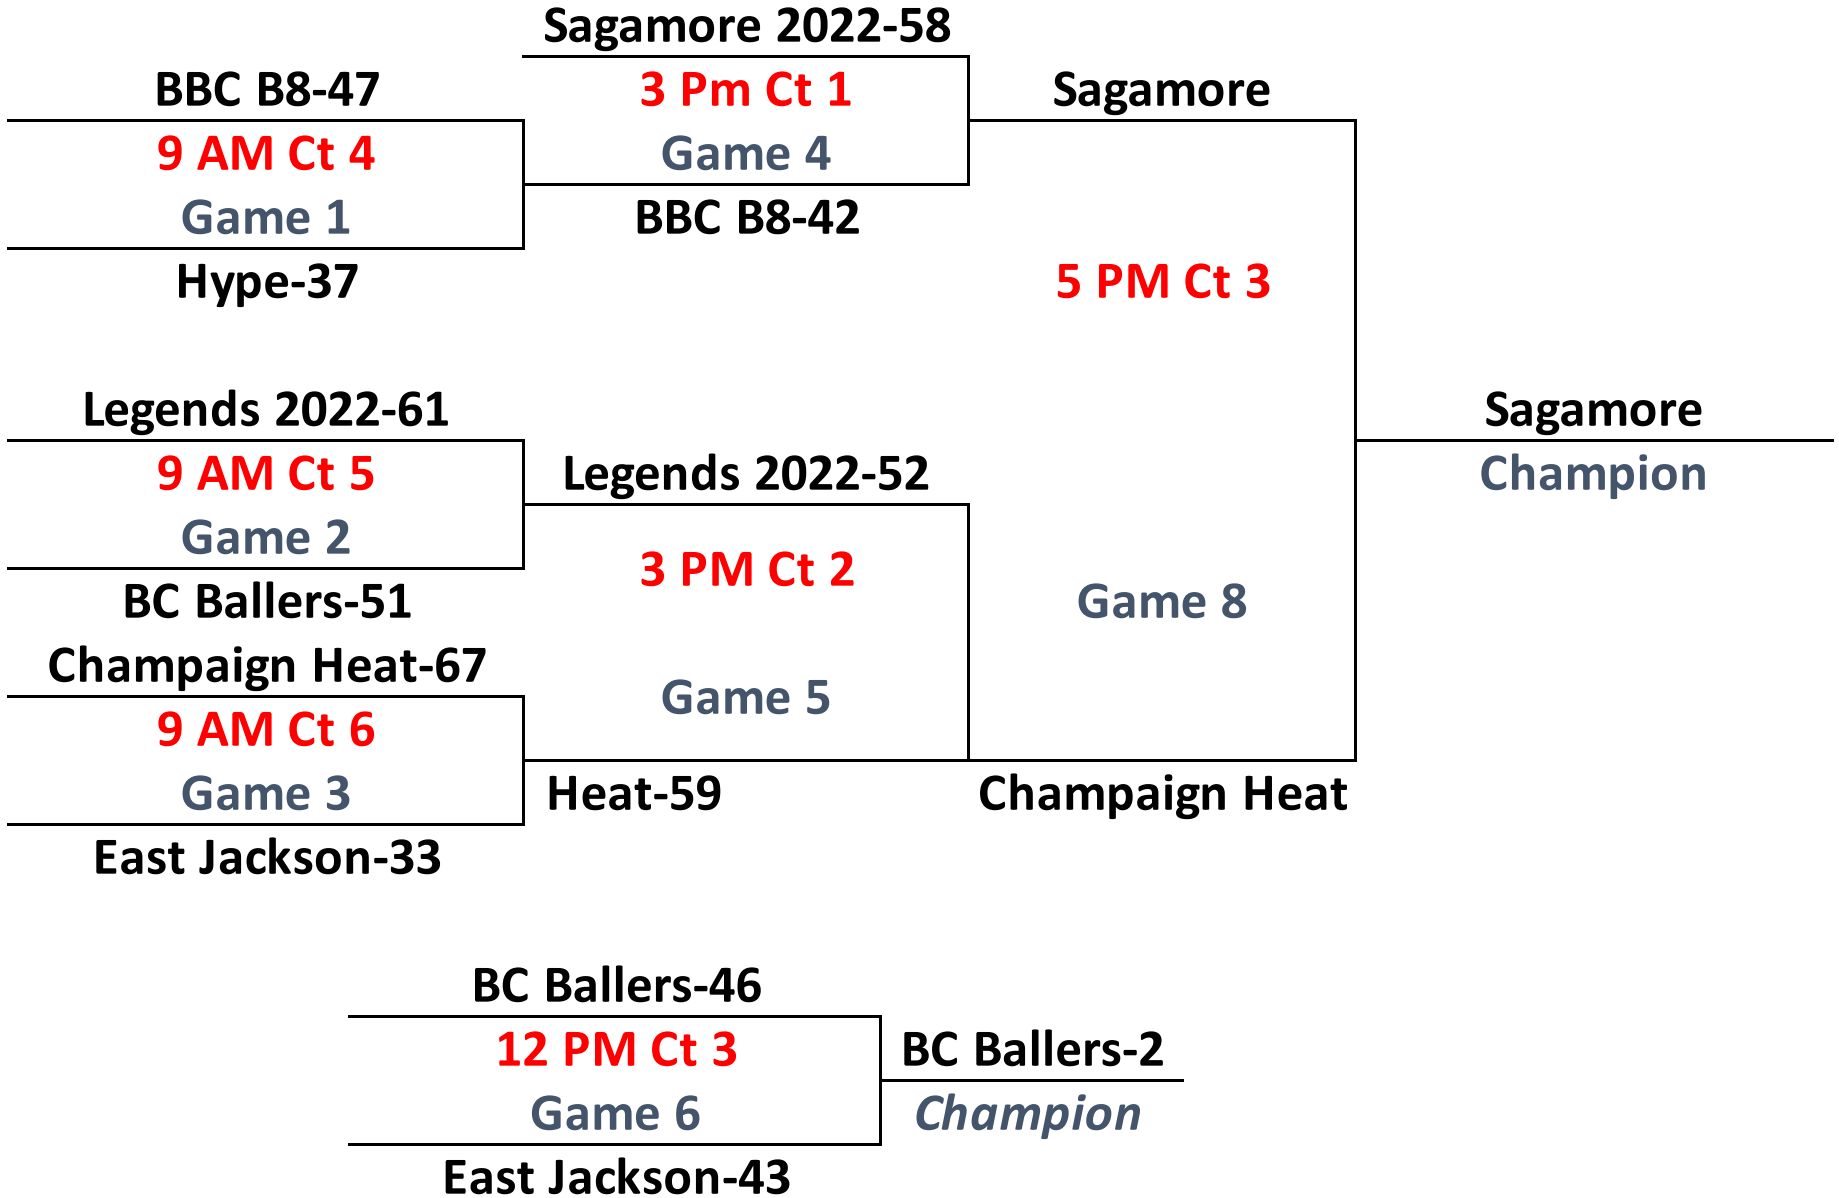 Sagamore 2022-58
BBC B8-47
3 Pm Ct 1
Sagamore
9 AM Ct 4
Game 4
Game 1
BBC B8-42
Hype-37
5 PM Ct 3
Legends 2022-61
Sagamore
9 AM Ct 5
Legends 2022-52
Champion
Game 2
3 PM Ct 2
BC Ballers-51
Game 8
Champaign Heat-67
Game 5
9 AM Ct 6
Game 3
Heat-59
Champaign Heat
East Jackson-33
BC Ballers-46
12 PM Ct 3
BC Ballers-2
Game 6
Champion
East Jackson-43